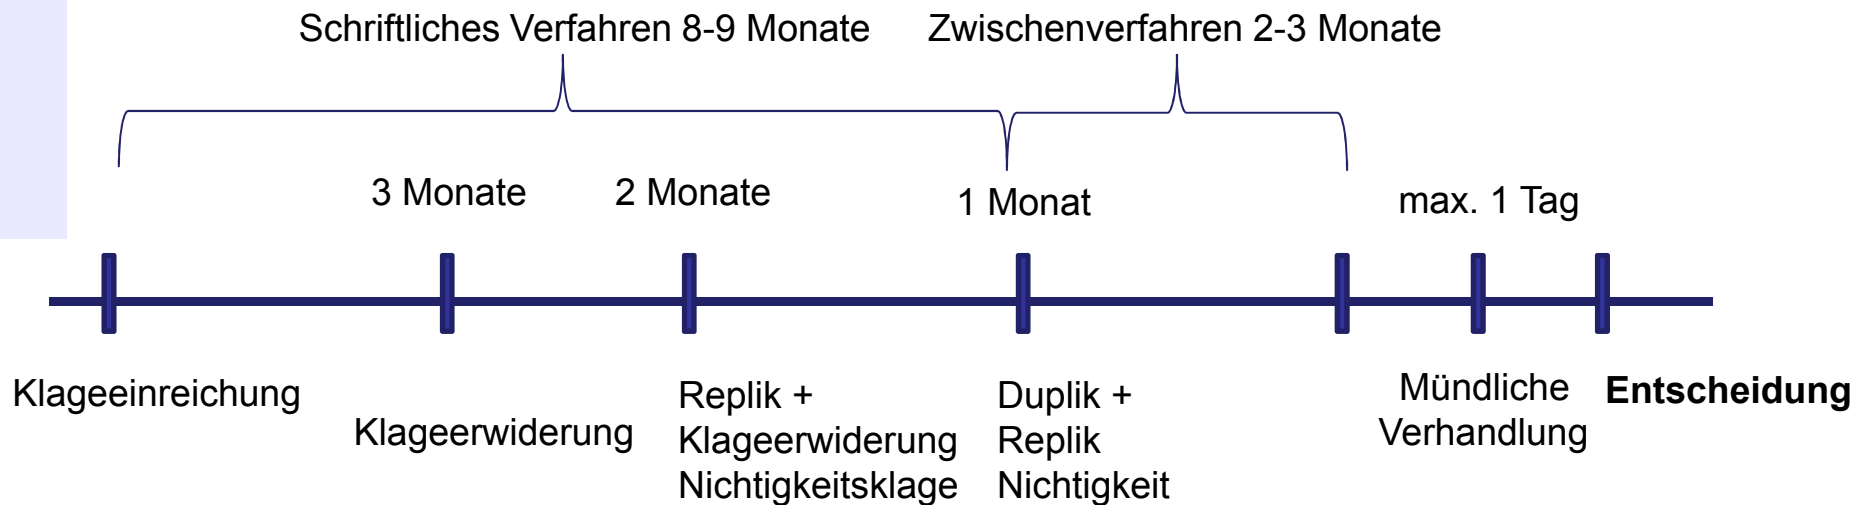 Schriftliches Verfahren 8-9 Monate
Zwischenverfahren 2-3 Monate
3 Monate
2 Monate
1 Monat
max. 1 Tag
Klageeinreichung
Klageerwiderung
Replik +
Klageerwiderung
Nichtigkeitsklage
Duplik +
Replik
Nichtigkeit
Mündliche
Verhandlung
Entscheidung